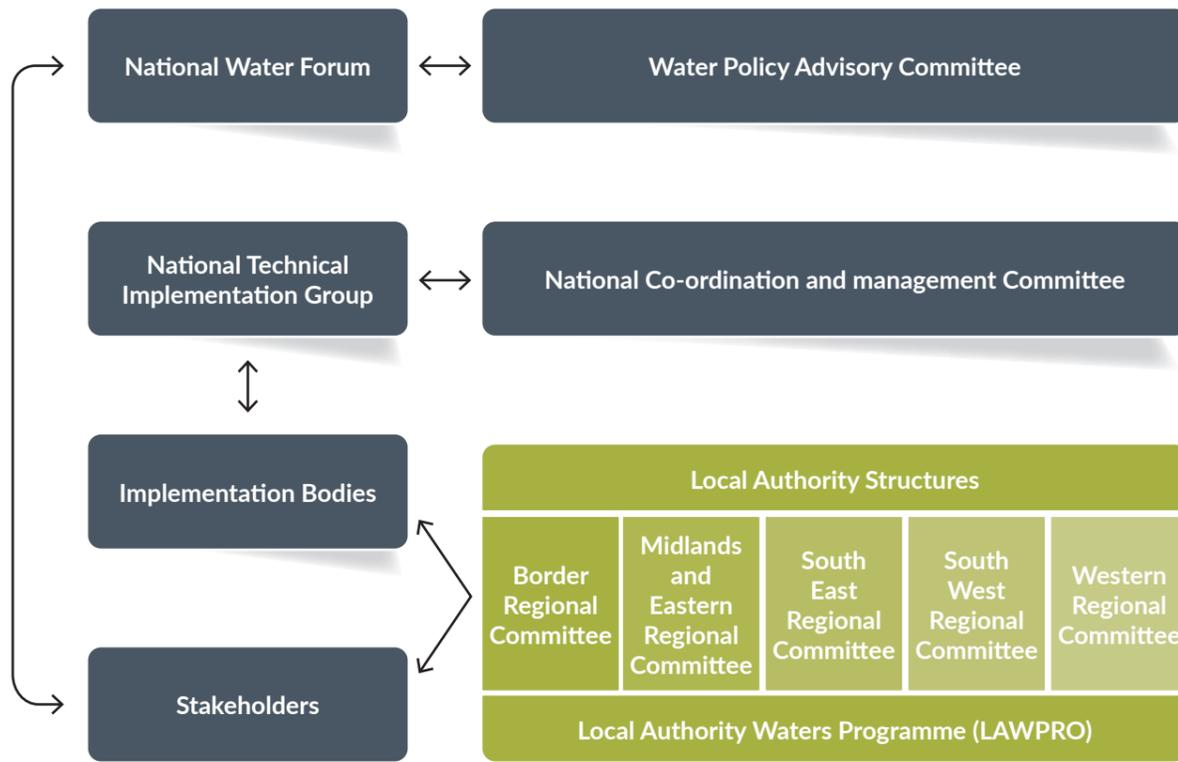 National Water Forum
Water Policy Advisory Committee
National Technical
Implementation Group
National Co-ordination and management Committee
Implementation Bodies
Local Authority Structures
Border
Regional
Committee
Midlands
and
Eastern
Regional
Committee
South
East
Regional
Committee
South
West
Regional
Committee
Western
Regional
Committee
Stakeholders
Local Authority Waters Programme (LAWPRO)